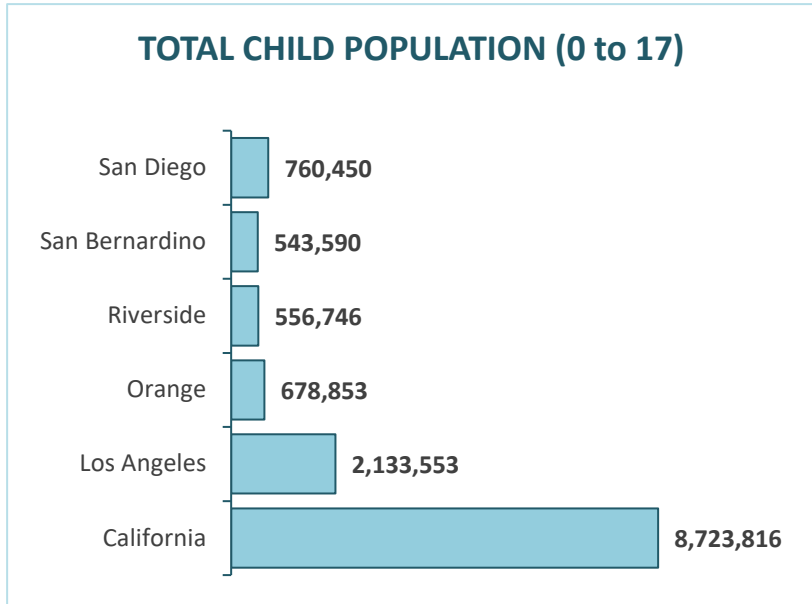 TOTAL CHILD POPULATION (0 to 17)
San Diego 760,450
San Bernardino 543,590
Riverside 556,746
Orange 678,853
Los Angeles 2,133,553
California 8,723,816